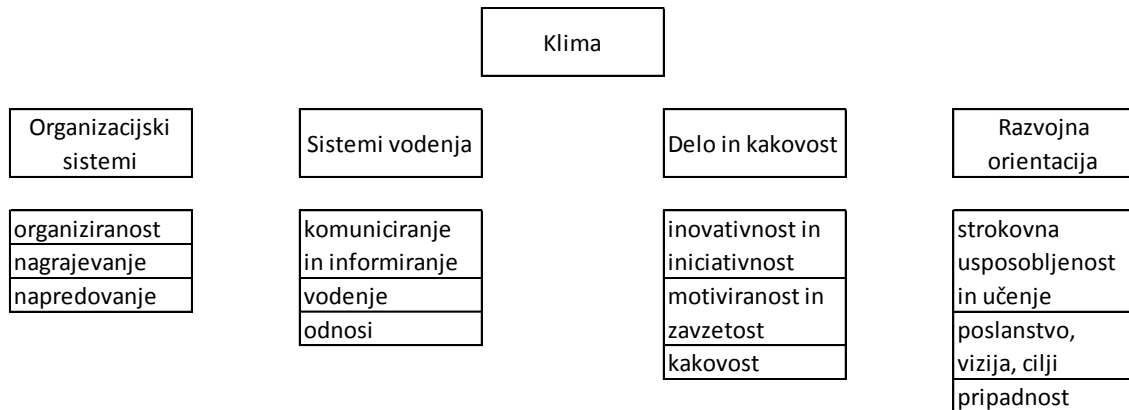 Klima
Organizacijski
sistemi
Sistemi vodenja
Delo in kakovost
Razvojna
orientacija
organiziranost
nagrajevanje
napredovanje
komuniciranje
in informiranje
vodenje
odnosi
inovativnost in
iniciativnost
motiviranost in
zavzetost
kakovost
strokovna
usposobljenost
in učenje
poslanstvo,
vizija, cilji
pripadnost